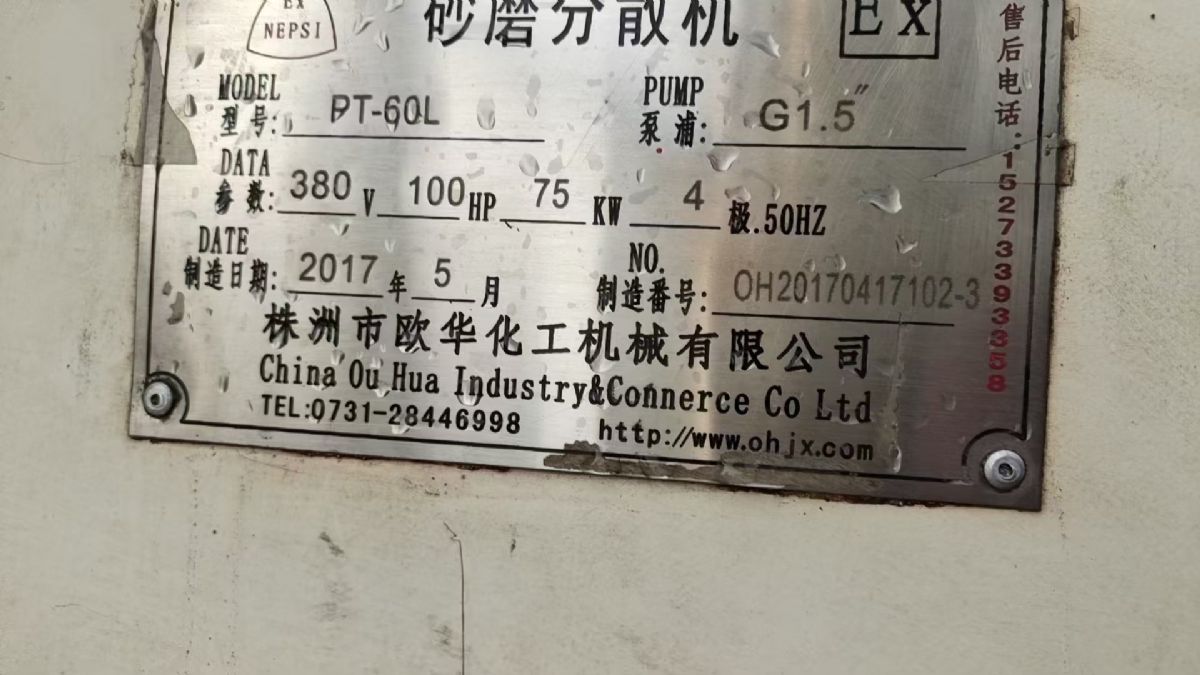 EX
NEPSI
砂磨分散机
EX
MODEL
型号: PT-60L
PUMP
泵浦: G1.5"
DATA
参数: 380 V 100 HP 75 KW 4 极.50HZ
DATE
制造日期: 2017 年 5 月
NO.
制造番号: OH20170417102-3
株洲市欧华化工机械有限公司
China Ou Hua Industry&Connerce Co Ltd
TEL:0731-28446998 http://www.ohjx.com
售后电话:15273393358